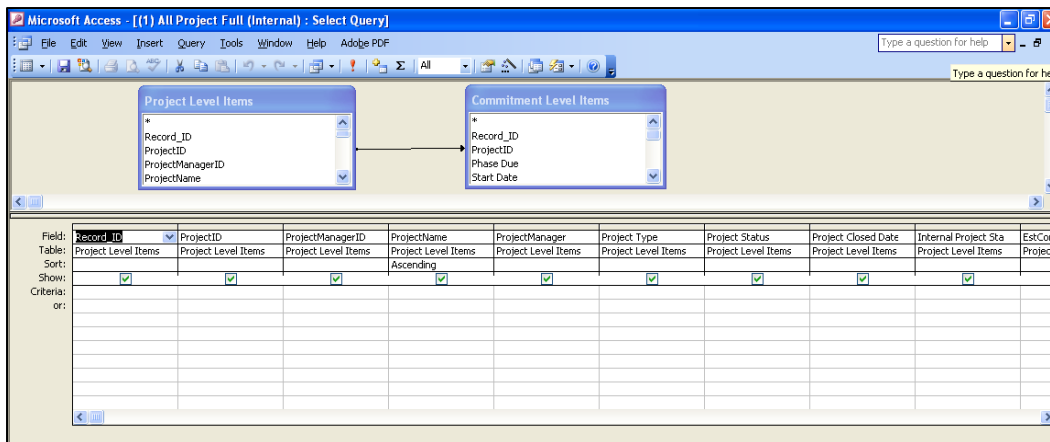 Microsoft Access - [(1) All Project Full (Internal) : Select Query]
File Edit View Insert Query Tools Window Help Adobe PDF Type a question for help
All
Type a question for he
Project Level Items Commitment Level Items
* *
Record_ID Record_ID
ProjectID ProjectID
ProjectManagerID Phase Due
ProjectName Start Date
Field: Record_ID ProjectID ProjectManagerID ProjectName ProjectManager Project Type Project Status Project Closed Date Internal Project Sta EstCon
Table: Project Level Items Project Level Items Project Level Items Project Level Items Project Level Items Project Level Items Project Level Items Project Level Items Project Level Items Projec
Sort: Ascending
Show:
Criteria:
or: